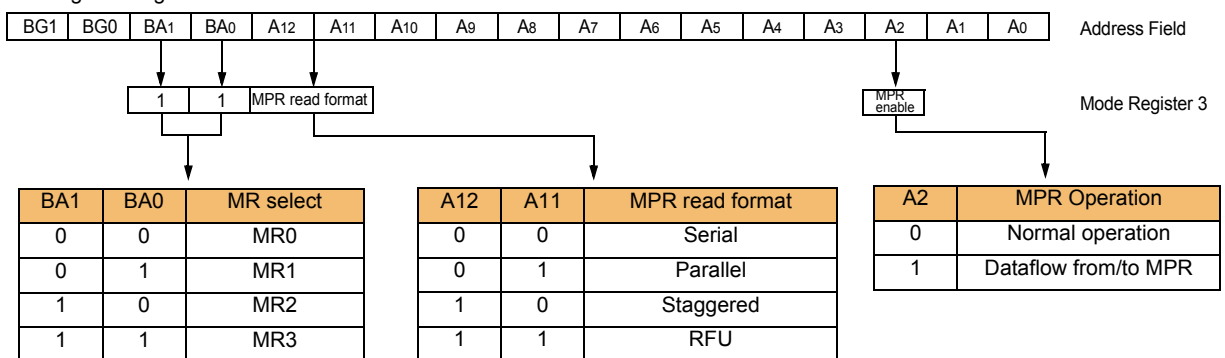 BG1 BG0 BA1 BA0 A12 A11 A10 A9 A8 A7 A6 A5 A4 A3 A2 A1 A0 Address Field
1 1 MPR read format MPR enable Mode Register 3
BA1 BA0 MR select
0 0 MR0
0 1 MR1
1 0 MR2
1 1 MR3
A12 A11 MPR read format
0 0 Serial
0 1 Parallel
1 0 Staggered
1 1 RFU
A2 MPR Operation
0 Normal operation
1 Dataflow from/to MPR